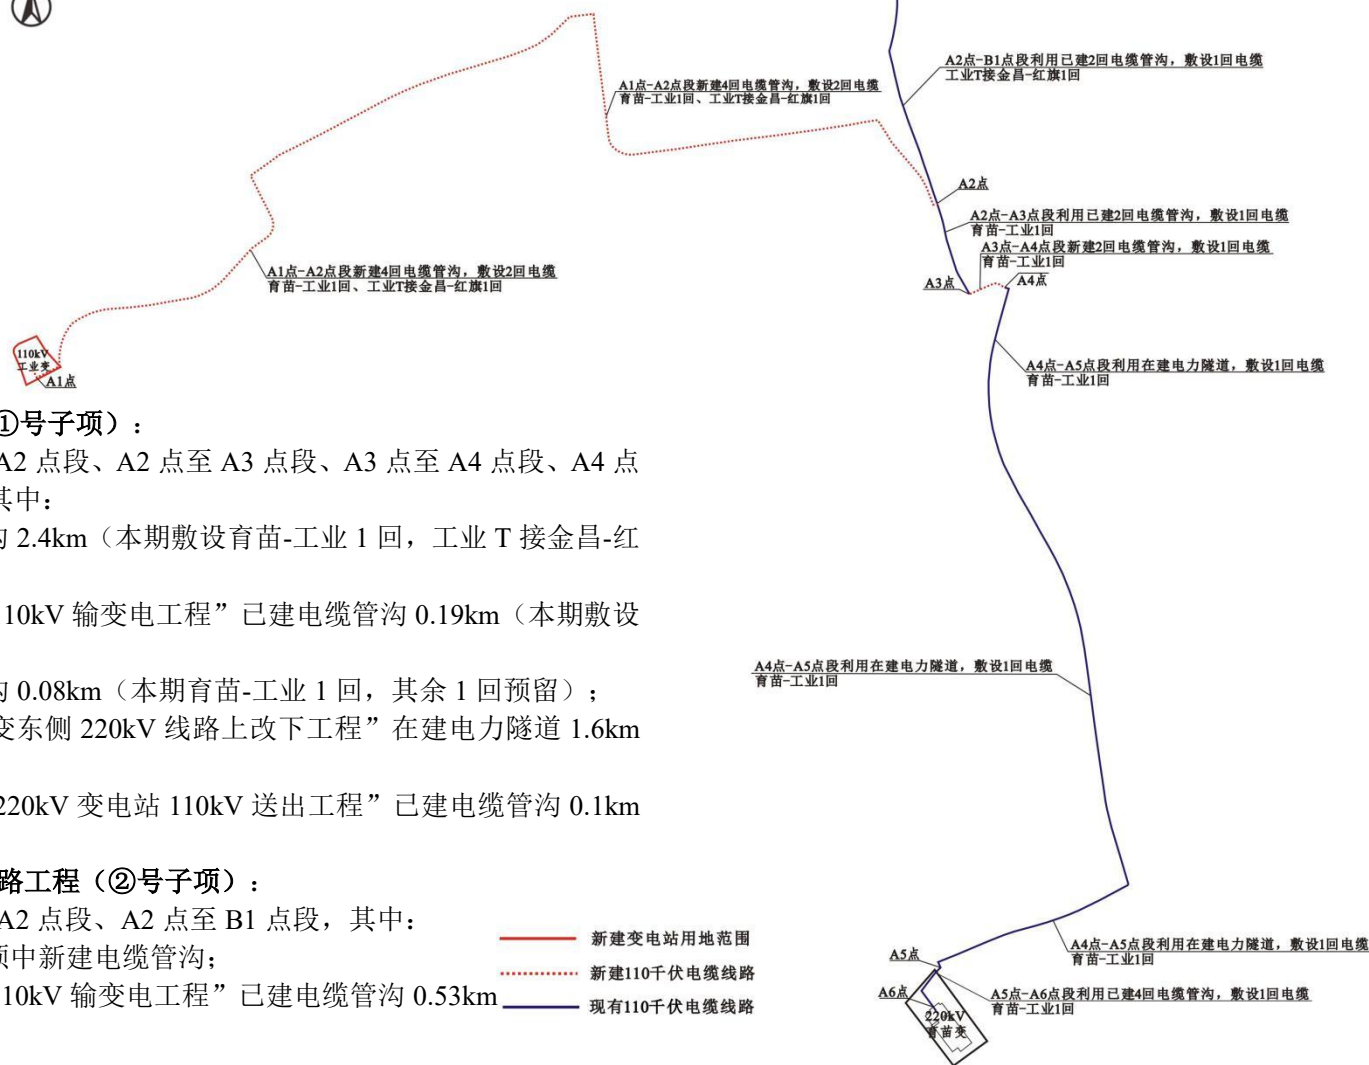 A2点-B1点段利用已建2回电缆管沟，敷设1回电缆
工业T接金昌-红旗1回
A1点-A2点段新建4回电缆管沟，敷设2回电缆
育苗-工业1回、工业T接金昌-红旗1回
A2点
A2点-A3点段利用已建2回电缆管沟，敷设1回电缆
育苗-工业1回
A3点-A4点段新建2回电缆管沟，敷设1回电缆
育苗-工业1回
A1点-A2点段新建4回电缆管沟，敷设2回电缆
育苗-工业1回、工业T接金昌-红旗1回
A3点
A4点
110kV
工业变
A1点
A4点-A5点段利用在建电力隧道，敷设1回电缆
育苗-工业1回
①号子项）：
A2 点段、A2 点至 A3 点段、A3 点至 A4 点段、A4 点
其中：
沟 2.4km（本期敷设育苗-工业 1 回，工业 T 接金昌-红
10kV 输变电工程”已建电缆管沟 0.19km（本期敷设
沟 0.08km（本期育苗-工业 1 回，其余 1 回预留）；
变东侧 220kV 线路上改下工程”在建电力隧道 1.6km
220kV 变电站 110kV 送出工程”已建电缆管沟 0.1km
路工程（②号子项）：
A2 点段、A2 点至 B1 点段，其中：
项中新建电缆管沟；
10kV 输变电工程”已建电缆管沟 0.53km
A4点-A5点段利用在建电力隧道，敷设1回电缆
育苗-工业1回
新建变电站用地范围
新建110千伏电缆线路
现有110千伏电缆线路
A4点-A5点段利用在建电力隧道，敷设1回电缆
育苗-工业1回
A5点
A6点
A5点-A6点段利用已建4回电缆管沟，敷设1回电缆
育苗-工业1回
220kV
育苗变